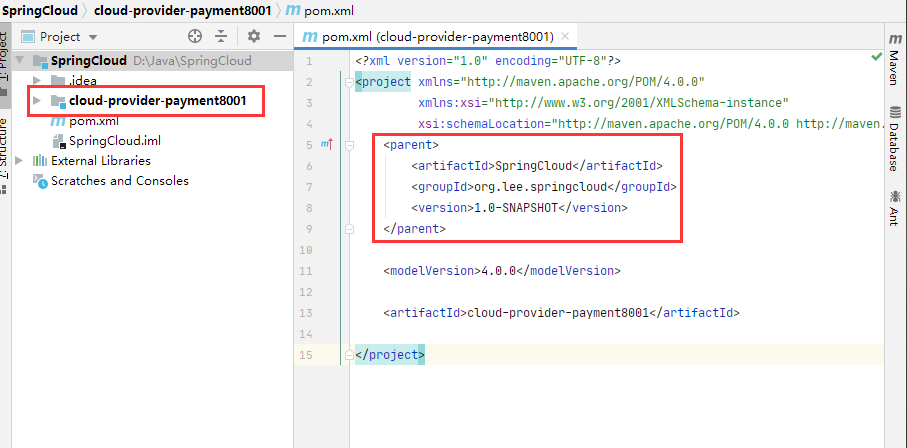 SpringCloud cloud-provider-payment8001 pom.xml
Project
SpringCloud D:\Java\SpringCloud
.idea
cloud-provider-payment8001
pom.xml
SpringCloud.iml
External Libraries
Scratches and Consoles
1: Project
7: Structure
pom.xml (cloud-provider-payment8001)
1 <?xml version="1.0" encoding="UTF-8"?>
2 <project xmlns="http://maven.apache.org/POM/4.0.0"
3 xmlns:xsi="http://www.w3.org/2001/XMLSchema-instance"
4 xsi:schemaLocation="http://maven.apache.org/POM/4.0.0 http://maven.
5 <parent>
6 <artifactId>SpringCloud</artifactId>
7 <groupId>org.lee.springcloud</groupId>
8 <version>1.0-SNAPSHOT</version>
9 </parent>
10
11 <modelVersion>4.0.0</modelVersion>
12
13 <artifactId>cloud-provider-payment8001</artifactId>
14
15 </project>
Maven
Database
Ant